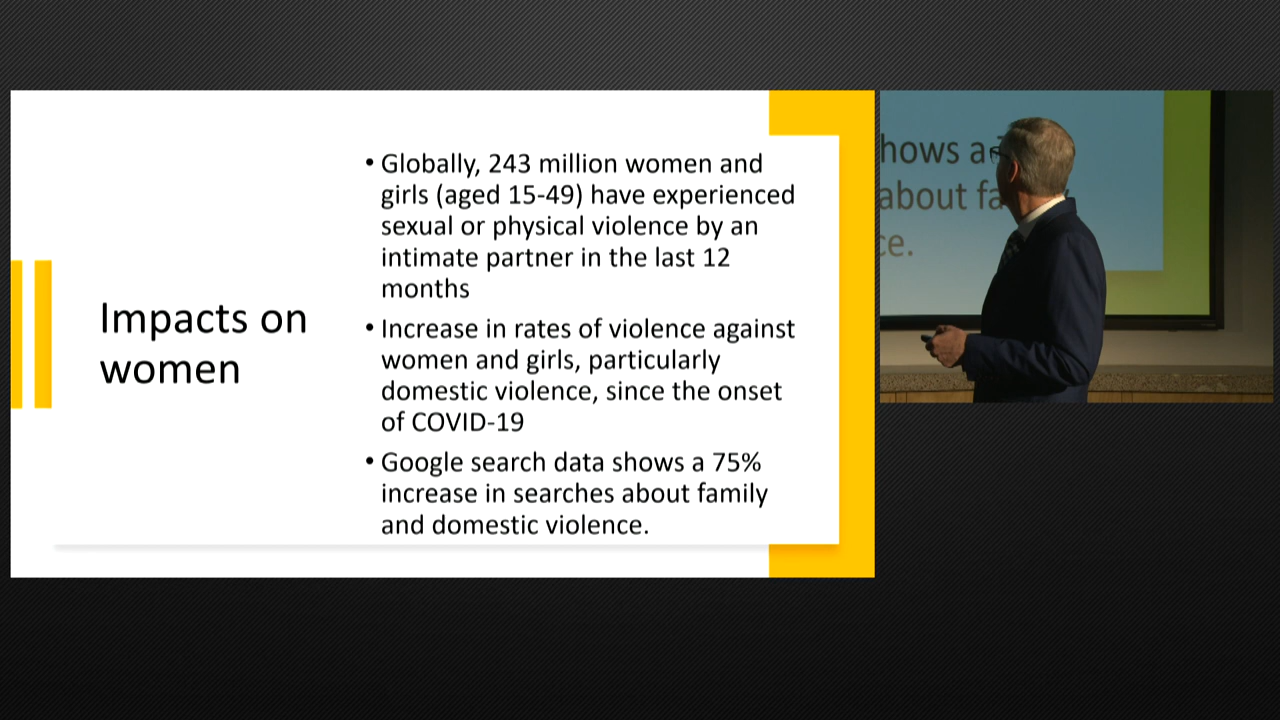 Impacts on
women
• Globally, 243 million women and
girls (aged 15-49) have experienced
sexual or physical violence by an
intimate partner in the last 12
months
• Increase in rates of violence against
women and girls, particularly
domestic violence, since the onset
of COVID-19
• Google search data shows a 75%
increase in searches about family
and domestic violence.
hows a
about fa
ce.